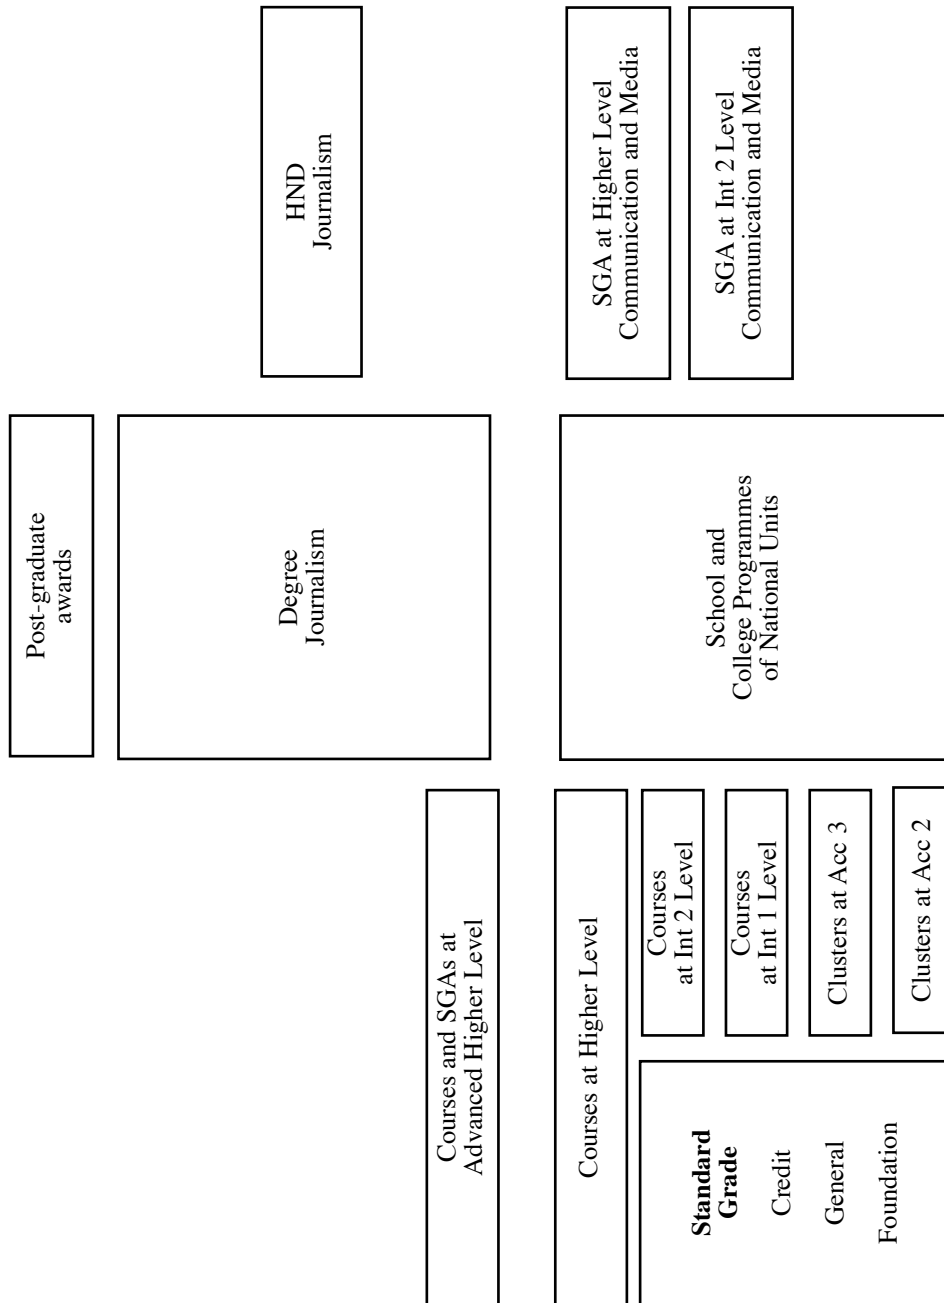 Post-graduate
awards
Degree
Journalism
HND
Journalism
Courses and SGAs at
Advanced Higher Level
Courses at Higher Level
Standard
Grade
Credit
General
Foundation
Courses
at Int 2 Level
Courses
at Int 1 Level
Clusters at Acc 3
Clusters at Acc 2
School and
College Programmes
of National Units
SGA at Higher Level
Communication and Media
SGA at Int 2 Level
Communication and Media